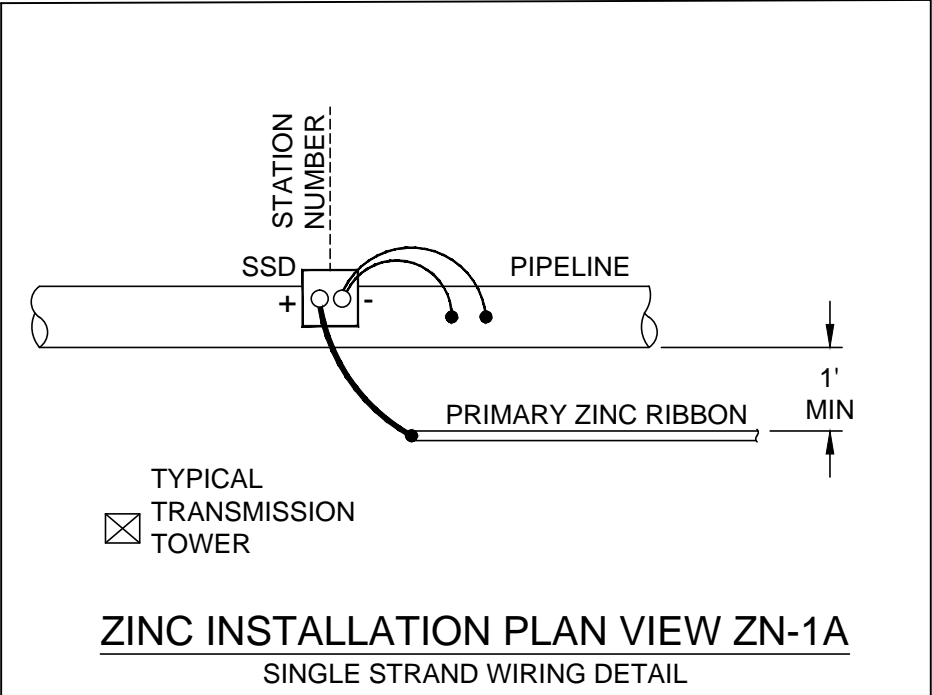 STATION
NUMBER
SSD
PIPELINE
+
-
1'
MIN
PRIMARY ZINC RIBBON
TYPICAL
TRANSMISSION
TOWER
ZINC INSTALLATION PLAN VIEW ZN-1A
SINGLE STRAND WIRING DETAIL